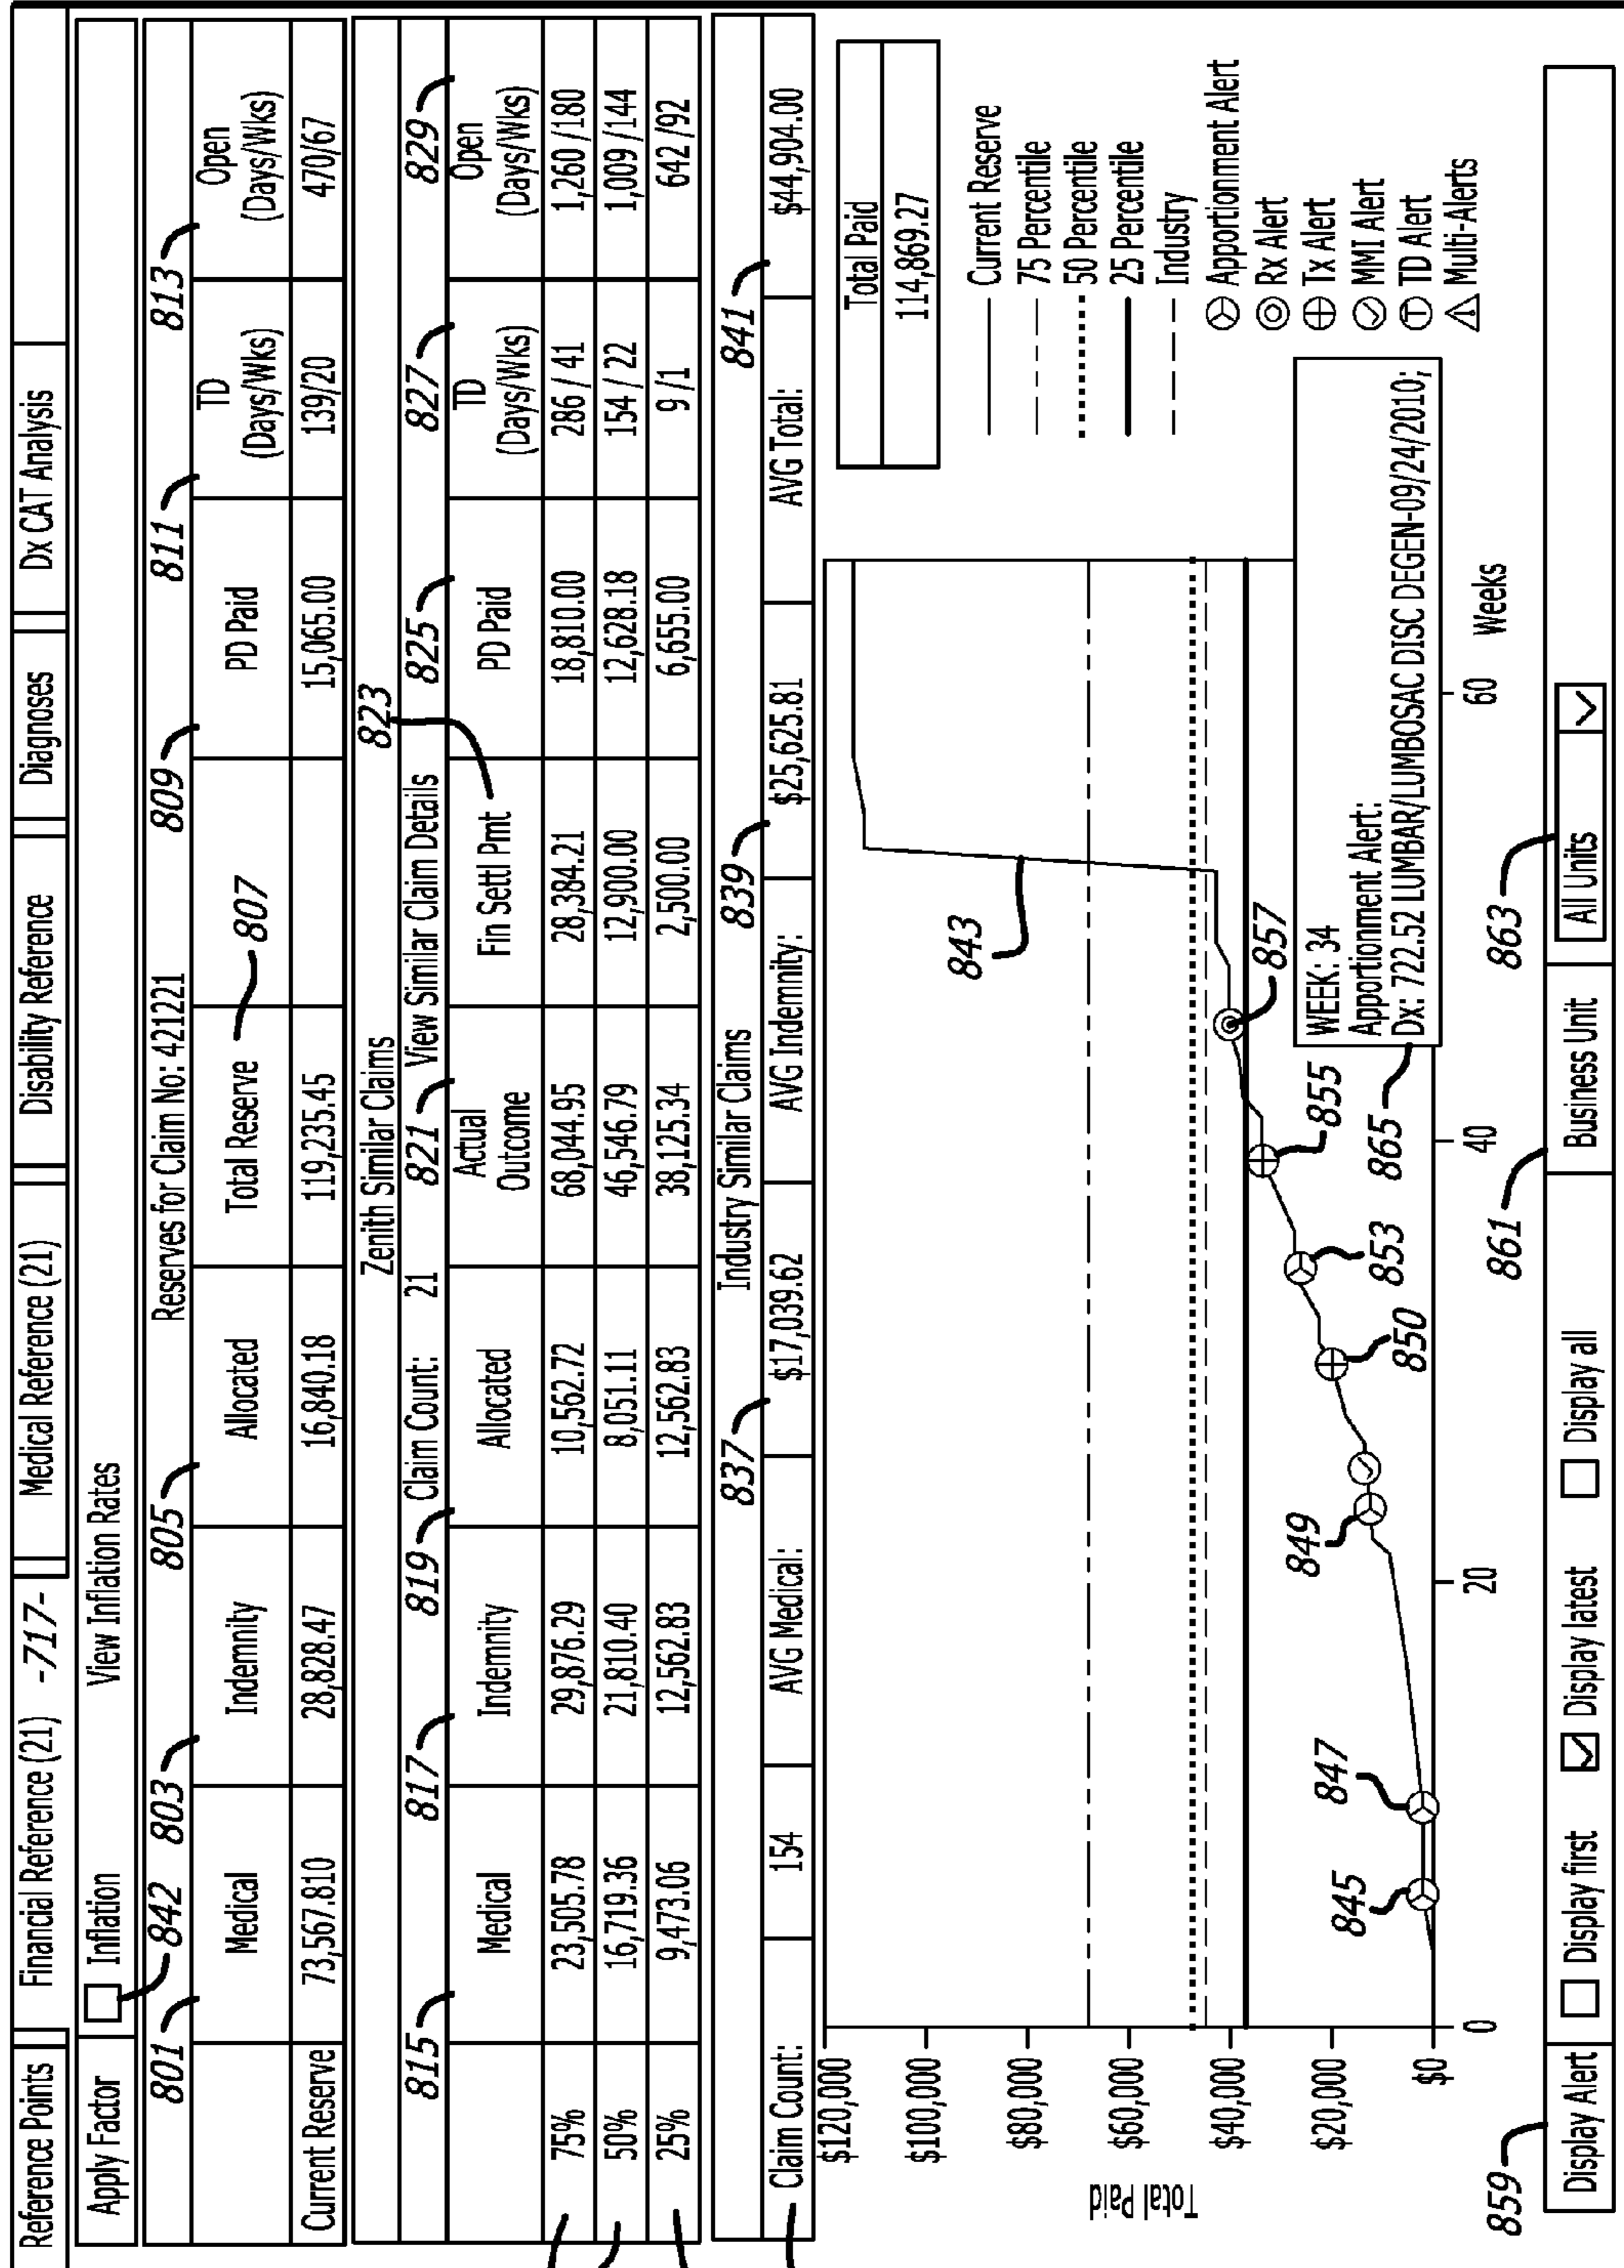 Reference Points Financial Reference (21) -717- Medical Reference (21) Disability Reference Diagnoses Dx CAT Analysis
Apply Factor Inflation View Inflation Rates
801 842 803 805 Reserves for Claim No: 421221 809 811 813
Medical Indemnity Allocated Total Reserve 807 PD Paid TD (Days/Wks) Open (Days/Wks)
Current Reserve 73,567.810 28,828.47 16,840.18 119,235.45 15,065.00 139/20 470/67
Zenith Similar Claims 823
815 817 819 Claim Count: 21 821 View Similar Claim Details 825 827 829
Medical Indemnity Allocated Actual Outcome Fin Settl Pmt PD Paid TD (Days/Wks) Open (Days/Wks)
75% 23,505.78 29,876.29 10,562.72 68,044.95 28,384.21 18,810.00 286 / 41 1,260 /180
50% 16,719.36 21,810.40 8,051.11 46,546.79 12,900.00 12,628.18 154 / 22 1,009 /144
25% 9,473.06 12,562.83 12,562.83 38,125.34 2,500.00 6,655.00 9 /1 642 /92
837 Industry Similar Claims 839 841
Claim Count: 154 AVG Medical: $17,039.62 AVG Indemnity: $25,625.81 AVG Total: $44,904.00
Total Paid
114,869.27
$120,000
$100,000
$80,000
$60,000
$40,000
$20,000
$0
Total Paid
843
845
847
849
850
853
855
857
0 20 40 60 Weeks
WEEK: 34
Apportionment Alert:
Dx: 722.52 LUMBAR/LUMBOSAC DISC DEGEN-09/24/2010;
865
Current Reserve
75 Percentile
50 Percentile
25 Percentile
Industry
Apportionment Alert
Rx Alert
Tx Alert
MMI Alert
TD Alert
Multi-Alerts
859 861 863
Display Alert Display first Display latest Display all Business Unit All Units